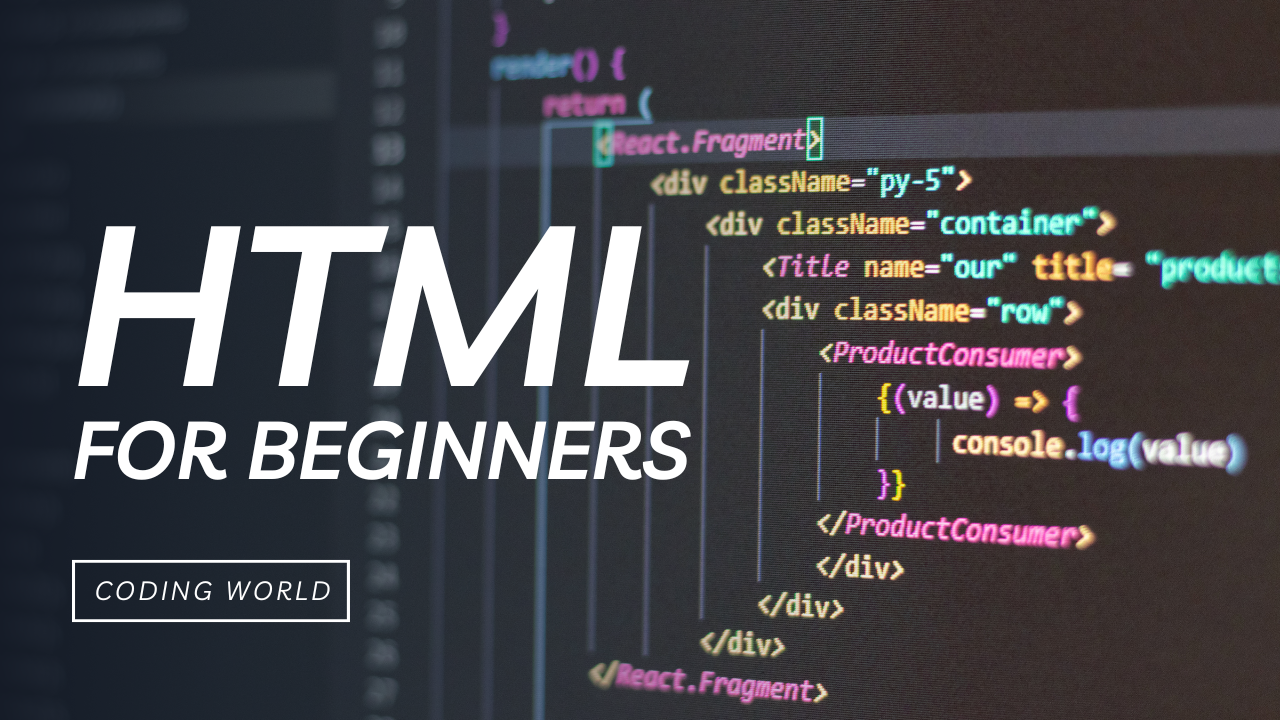 HTML
FOR BEGINNERS
CODING WORLD
}
render() {
return (
<React.Fragment>
<div className="py-5">
<div className="container">
<Title name="our" title= "product
<div className="row">
<ProductConsumer>
{(value) => {
console.log(value)
}}
</ProductConsumer>
</div>
</div>
</div>
</React.Fragment>